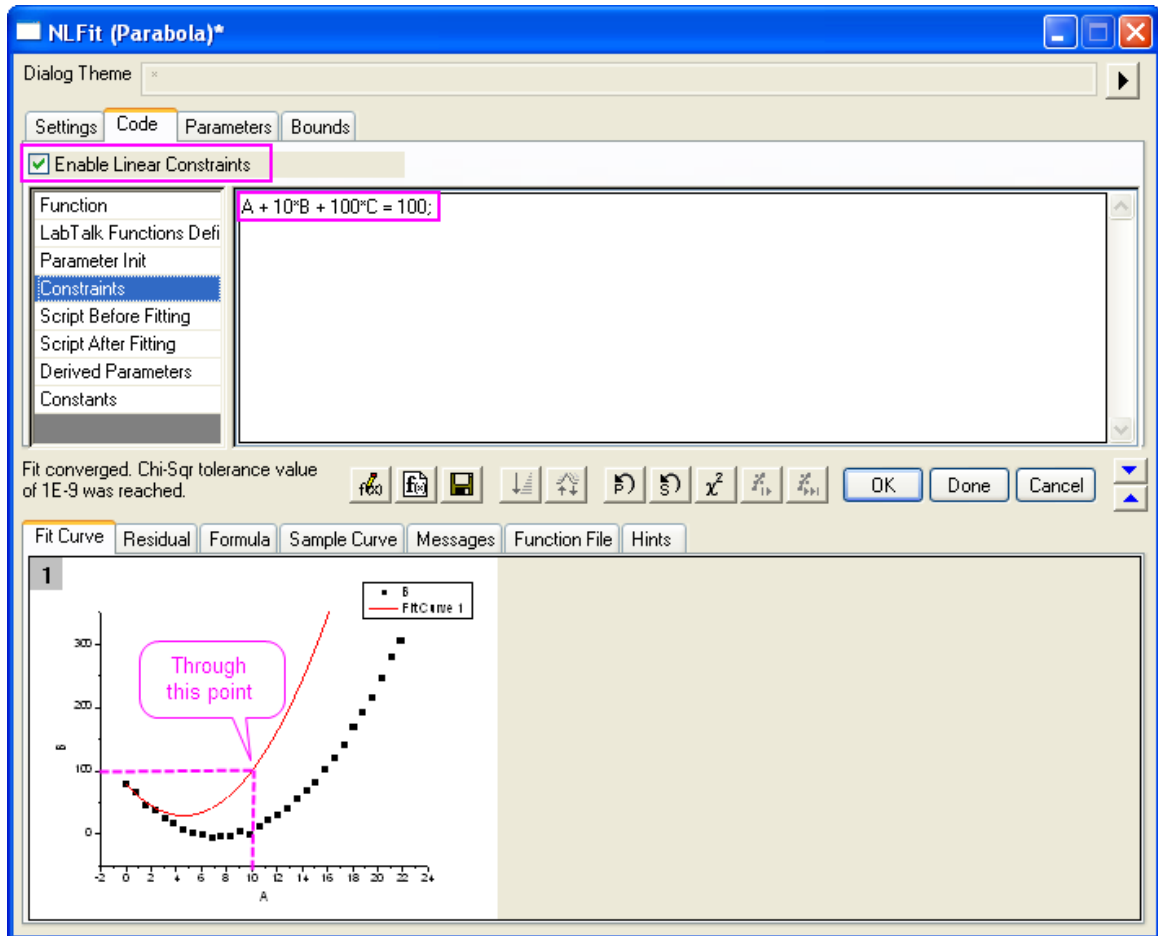 NLFit (Parabola)*
Dialog Theme *
Settings Code Parameters Bounds
Enable Linear Constraints
Function
LabTalk Functions Defi
Parameter Init
Constraints
Script Before Fitting
Script After Fitting
Derived Parameters
Constants
A + 10*B + 100*C = 100;
Fit converged. Chi-Sqr tolerance value
of 1E-9 was reached.
f(x) f(x) P S χ² OK Done Cancel
Fit Curve Residual Formula Sample Curve Messages Function File Hints
1
B
FitCurve 1
Through
this point
300
200
100
0
B
-2 0 2 4 6 8 10 12 14 16 18 20 22 24
A